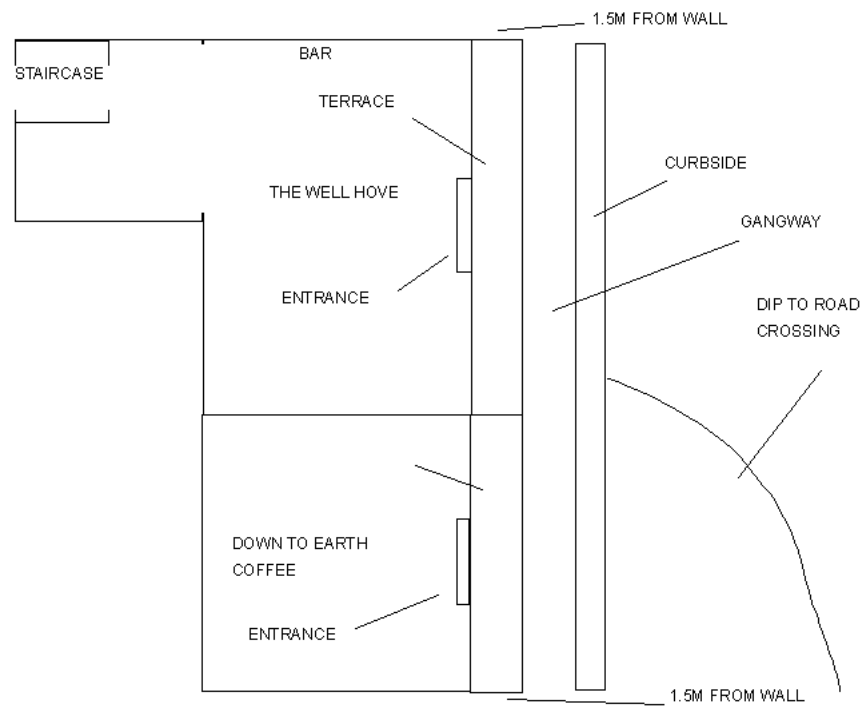 1.5M FROM WALL
BAR
STAIRCASE
TERRACE
CURBSIDE
THE WELL HOVE
GANGWAY
ENTRANCE
DIP TO ROAD
CROSSING
DOWN TO EARTH
COFFEE
ENTRANCE
1.5M FROM WALL